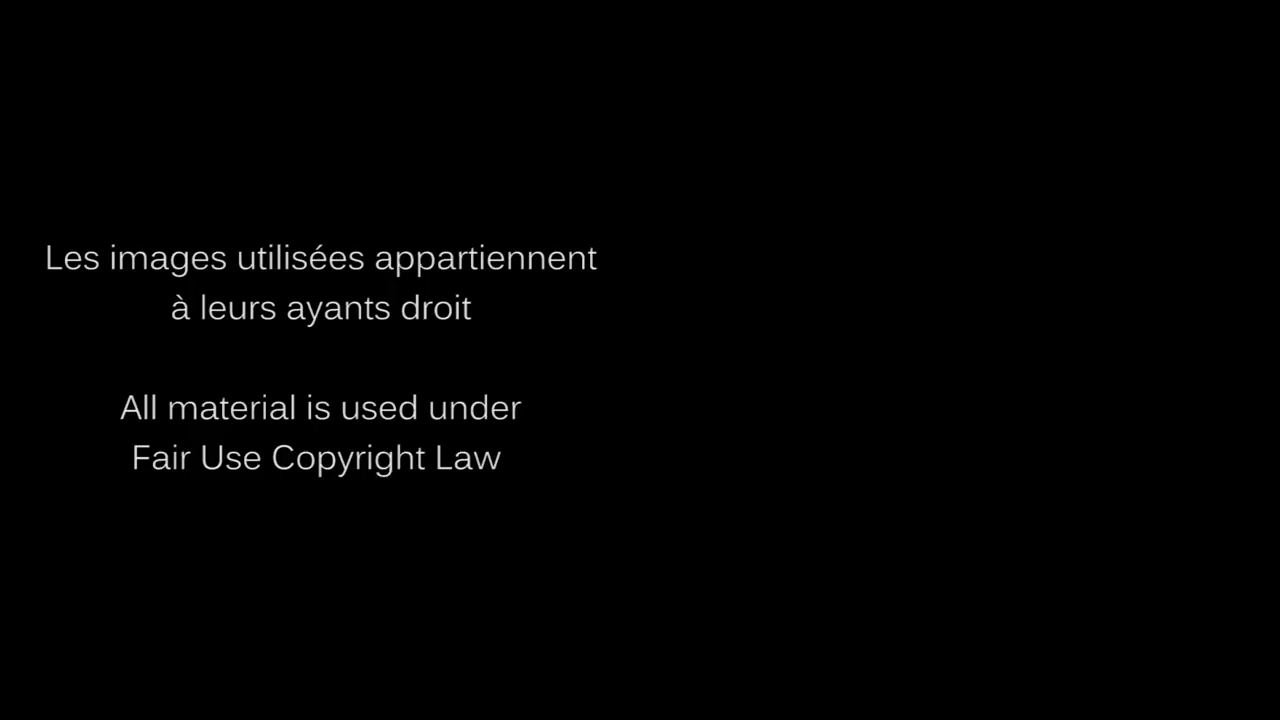 Les images utilisées appartiennent
à leurs ayants droit
All material is used under
Fair Use Copyright Law